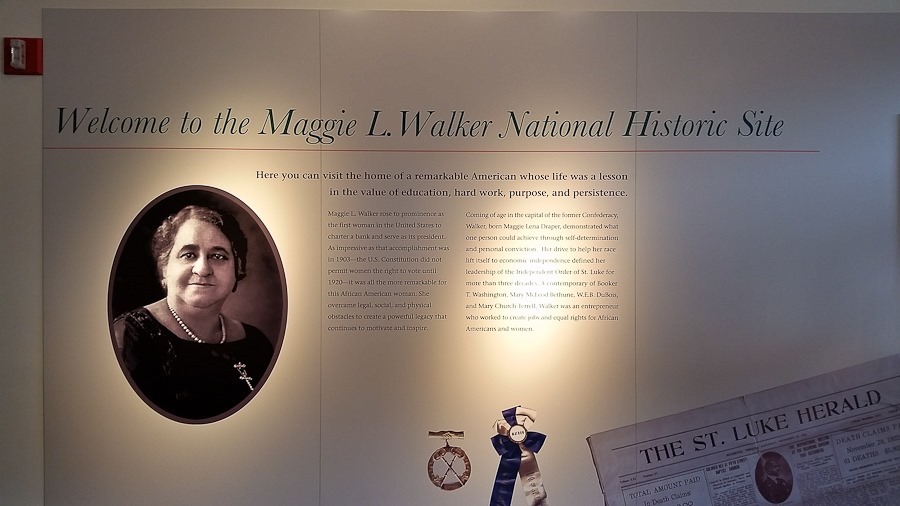 Welcome to the Maggie L. Walker National Historic Site
Here you can visit the home of a remarkable American whose life was a lesson
in the value of education, hard work, purpose, and persistence.
Maggie L. Walker rose to prominence as
the first woman in the United States to
charter a bank and serve as its president.
As impressive as that accomplishment was
in 1903—the U.S. Constitution did not
permit women the right to vote until
1920—it was all the more remarkable for
this African American woman. She
overcame legal, social, and physical
obstacles to create a powerful legacy that
continues to motivate and inspire.
Coming of age in the capital of the former Confederacy,
Walker, born Maggie Lena Draper, demonstrated what
one person could achieve through self-determination
and personal conviction. Her drive to help her race
lift itself to economic independence defined her
leadership of the Independent Order of St. Luke for
more than three decades. A contemporary of Booker
T. Washington, Mary McLeod Bethune, W.E.B. DuBois,
and Mary Church Terrell, Walker was an entrepreneur
who worked to create jobs and equal rights for African
Americans and women.
THE ST. LUKE HERALD
TOTAL AMOUNT PAID
In Death Claims
DEATH CLAIMS
November 
DEATHS